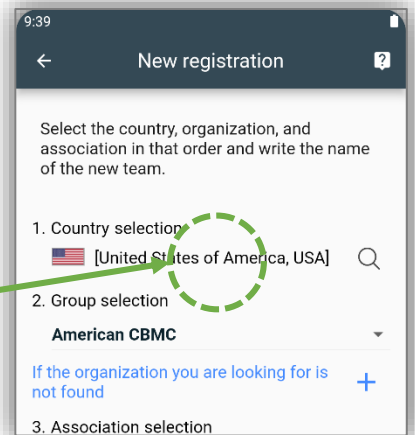 9:39
New registration
Select the country, organization, and
association in that order and write the name
of the new team.
1. Country selection
[United States of America, USA]
2. Group selection
American CBMC
If the organization you are looking for is
not found
3. Association selection